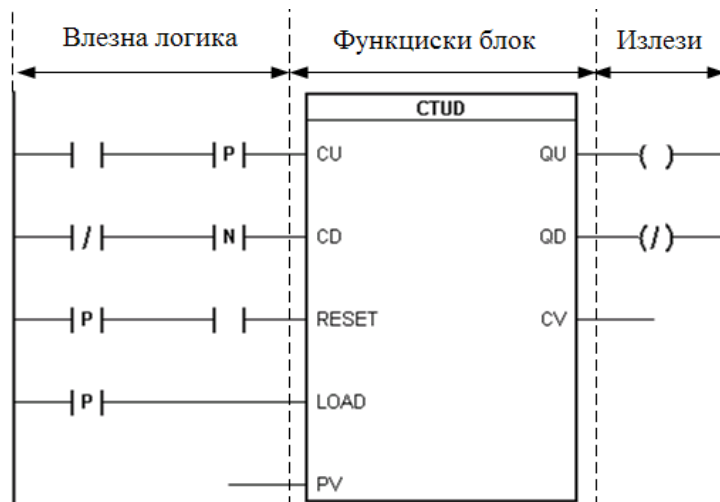 Влезна логика Функциски блок Излези
CTUD
P CU QU ( )
/ N CD QD (/)
P RESET CV
P LOAD
PV